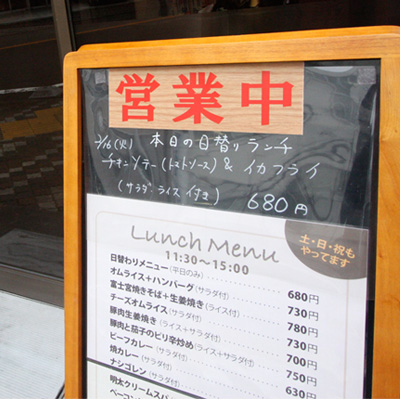 営業中
2/16(火) 本日の日替りランチ
チキンソテー(トマトソース)& イカフライ
(サラダ ライス付き) 680円
Lunch Menu
11:30～15:00
土・日・祝も
やってます
日替わりメニュー(平日のみ) 680円
オムライス+ハンバーグ(サラダ付) 730円
富士宮焼きそば+生姜焼き(ライス付) 780円
チーズオムライス(サラダ付) 730円
豚肉生姜焼き(ライス+サラダ付) 700円
豚肉と茄子のピリ辛炒め(ライス+サラダ付) 750円
ビーフカレー(サラダ付) 650円
焼カレー(サラダ付) 630円
ナシゴレン(サラダ付)
明太クリームスパ